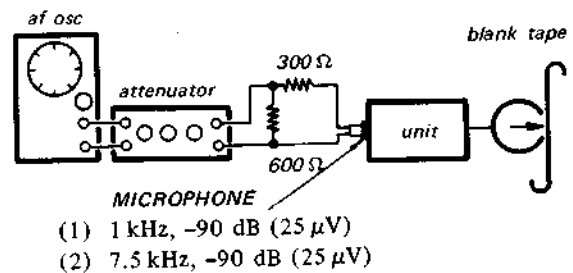 af osc
blank tape
300 Ω
attenuator
unit
600 Ω
MICROPHONE
(1) 1 kHz, -90 dB (25 μV)
(2) 7.5 kHz, -90 dB (25 μV)